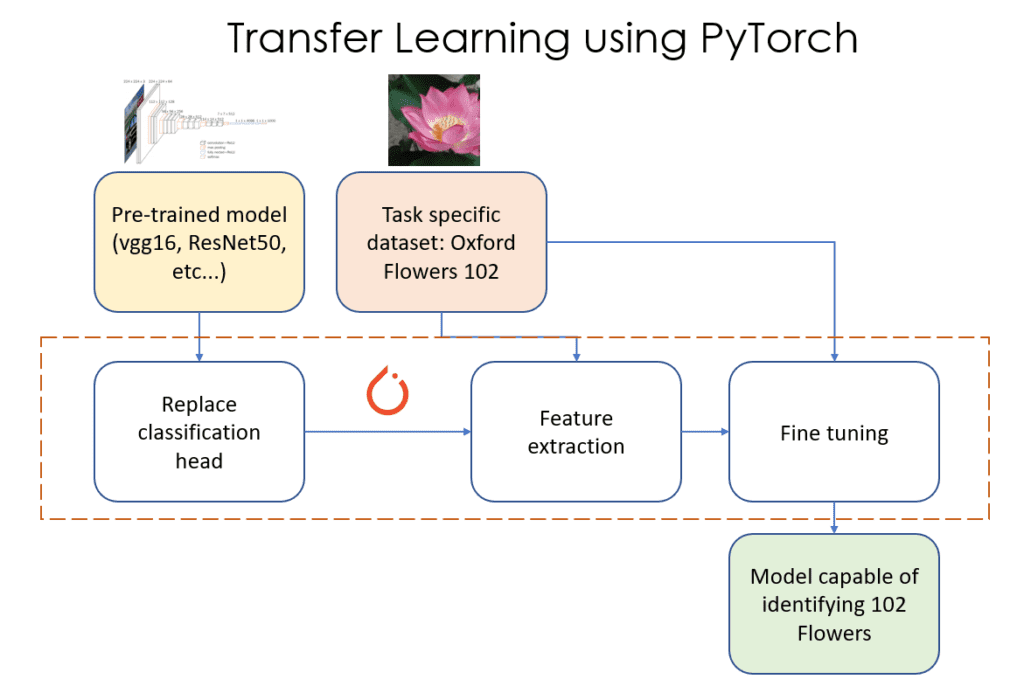 Transfer Learning using PyTorch
Pre-trained model
(vgg16, ResNet50,
etc...)
Task specific
dataset: Oxford
Flowers 102
Replace
classification
head
Feature
extraction
Fine tuning
Model capable of
identifying 102
Flowers